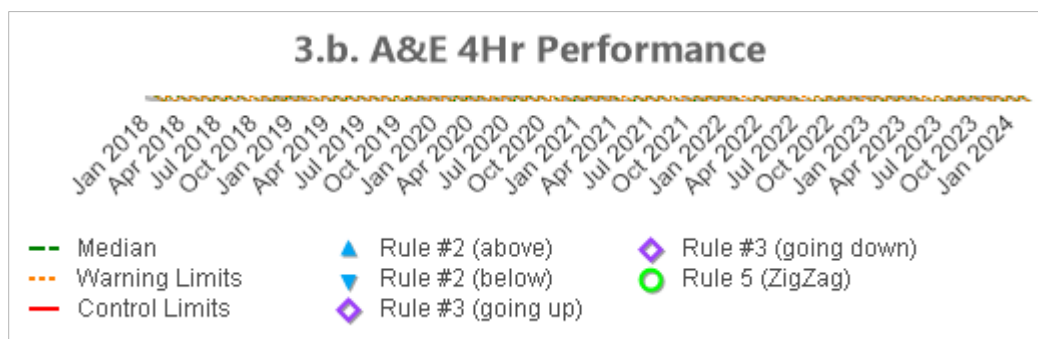 3.b. A&E 4Hr Performance
Jan 2018
Apr 2018
Jul 2018
Oct 2018
Jan 2019
Apr 2019
Jul 2019
Oct 2019
Jan 2020
Apr 2020
Jul 2020
Oct 2020
Jan 2021
Apr 2021
Jul 2021
Oct 2021
Jan 2022
Apr 2022
Jul 2022
Oct 2022
Jan 2023
Apr 2023
Jul 2023
Oct 2023
Jan 2024
Median
Warning Limits
Control Limits
Rule #2 (above)
Rule #2 (below)
Rule #3 (going up)
Rule #3 (going down)
Rule 5 (ZigZag)